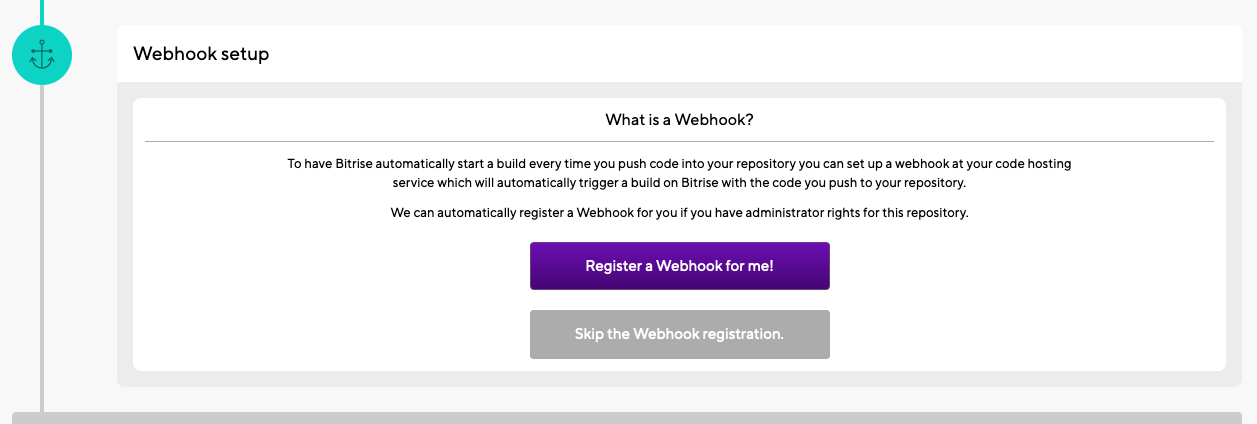 Webhook setup
What is a Webhook?
To have Bitrise automatically start a build every time you push code into your repository you can set up a webhook at your code hosting
service which will automatically trigger a build on Bitrise with the code you push to your repository.
We can automatically register a Webhook for you if you have administrator rights for this repository.
Register a Webhook for me!
Skip the Webhook registration.